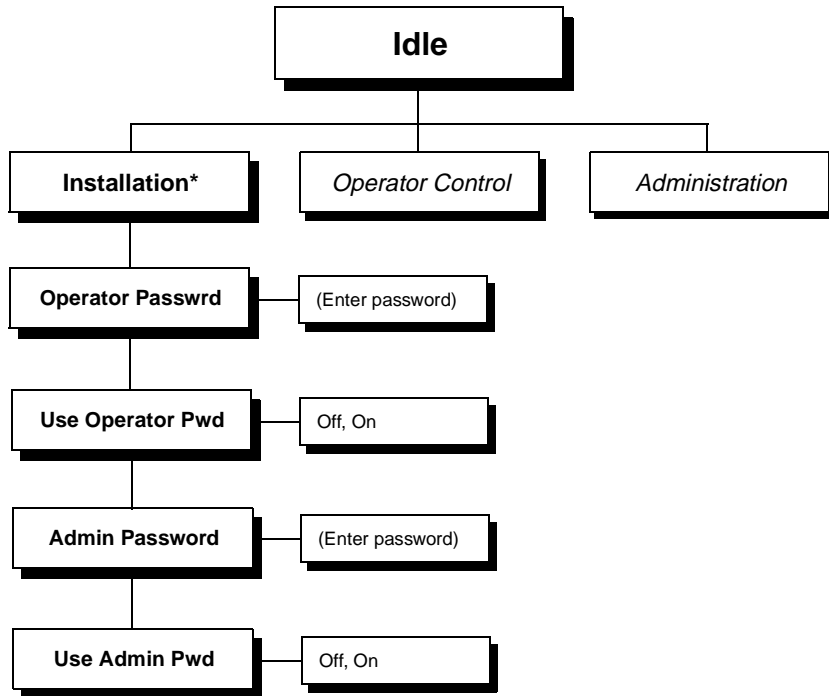 Idle
Installation*
Operator Control
Administration
Operator Passwrd
(Enter password)
Use Operator Pwd
Off, On
Admin Password
(Enter password)
Use Admin Pwd
Off, On